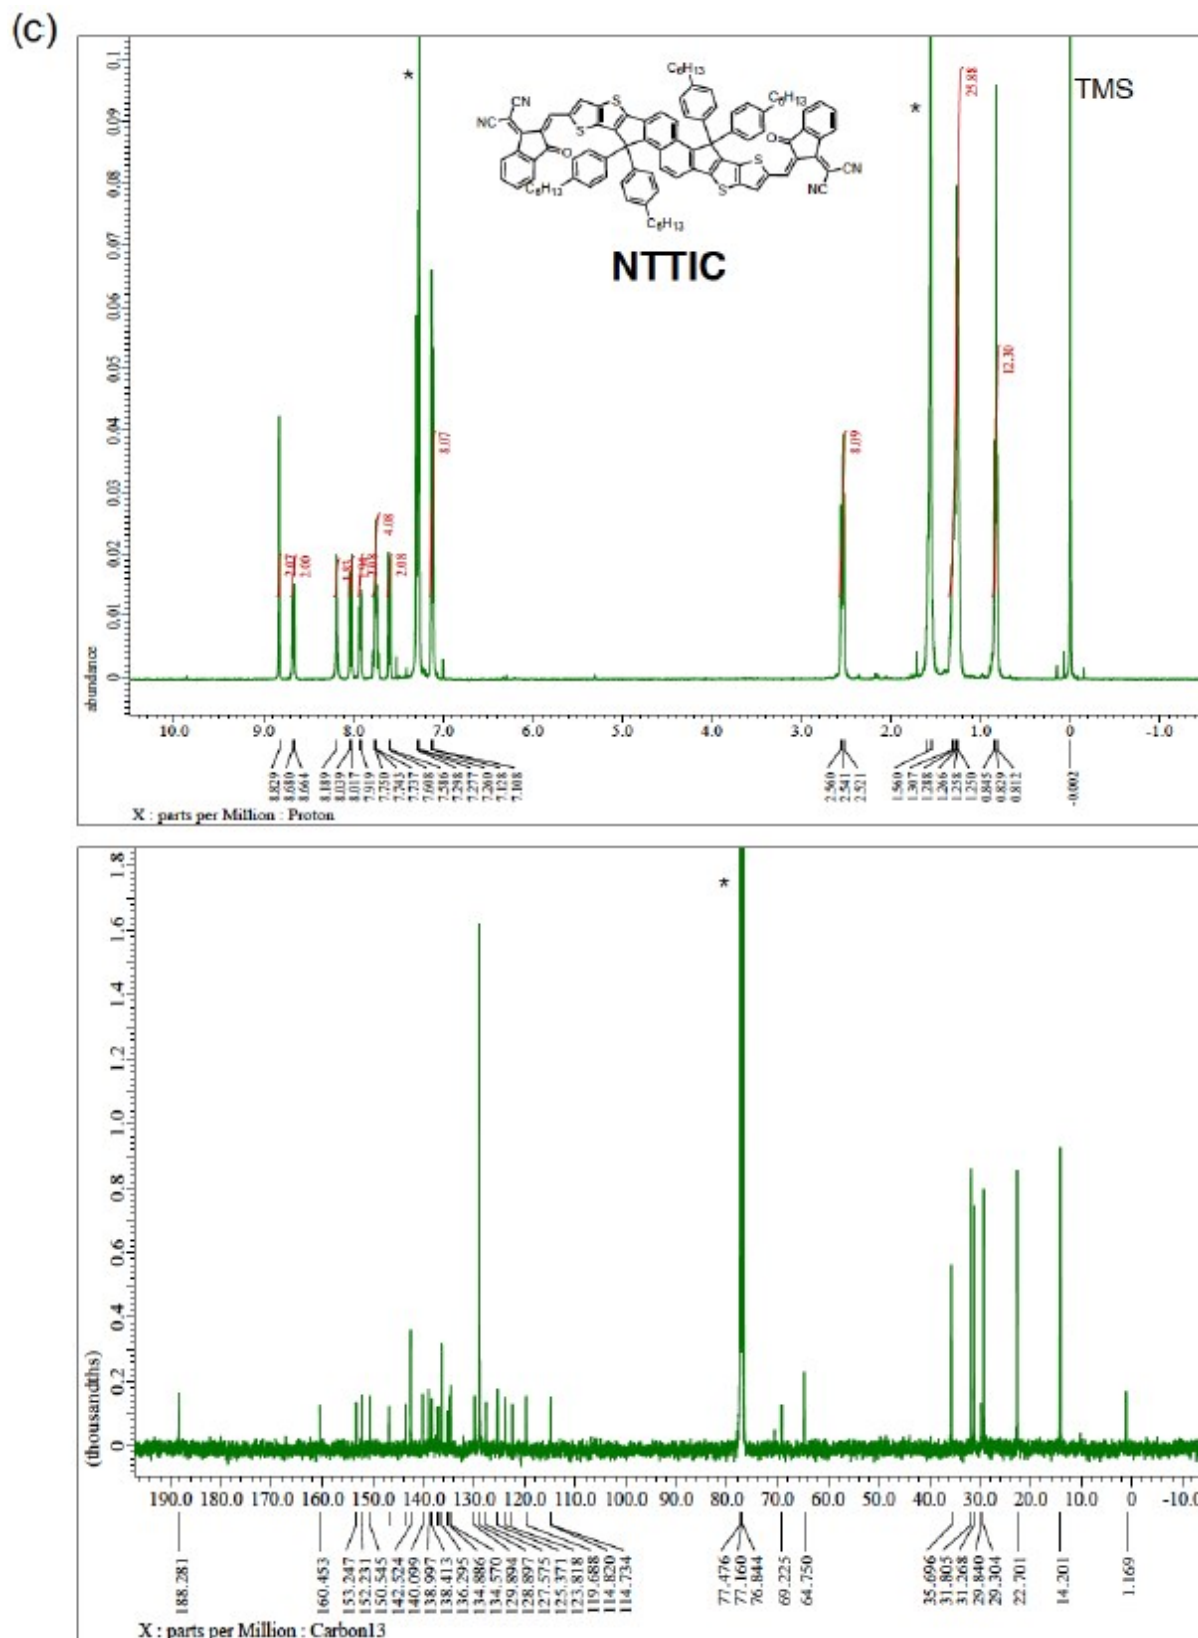 (c)
*
*
TMS
C6H13
C6H13
CN
NC
S
S
O
O
S
S
CN
NC
C6H13
C6H13
NTTIC
abundance
0 0.01 0.02 0.03 0.04 0.05 0.06 0.07 0.08 0.09 0.1
2.07 2.00 1.83 2.08 4.08 2.08 8.07 8.09 25.88 12.30
10.0 9.0 8.0 7.0 6.0 5.0 4.0 3.0 2.0 1.0 0 -1.0
8.829 8.680 8.664 8.189 8.039 8.017 7.919 7.750 7.743 7.737 7.608 7.586 7.298 7.277 7.260 7.128 7.108 2.560 2.541 2.521 1.560 1.307 1.288 1.266 1.258 1.250 0.845 0.829 0.812 -0.002
X : parts per Million : Proton
*
(thousandths)
0 0.2 0.4 0.6 0.8 1.0 1.2 1.4 1.6 1.8
190.0 180.0 170.0 160.0 150.0 140.0 130.0 120.0 110.0 100.0 90.0 80.0 70.0 60.0 50.0 40.0 30.0 20.0 10.0 0 -10.0
188.281 160.453 153.247 152.231 150.545 142.524 140.099 138.997 138.413 136.295 134.886 134.570 129.894 128.897 127.575 125.371 123.818 119.688 114.820 114.734 77.476 77.160 76.844 69.225 64.750 35.696 31.805 31.268 29.840 29.304 22.701 14.201 1.169
X : parts per Million : Carbon13